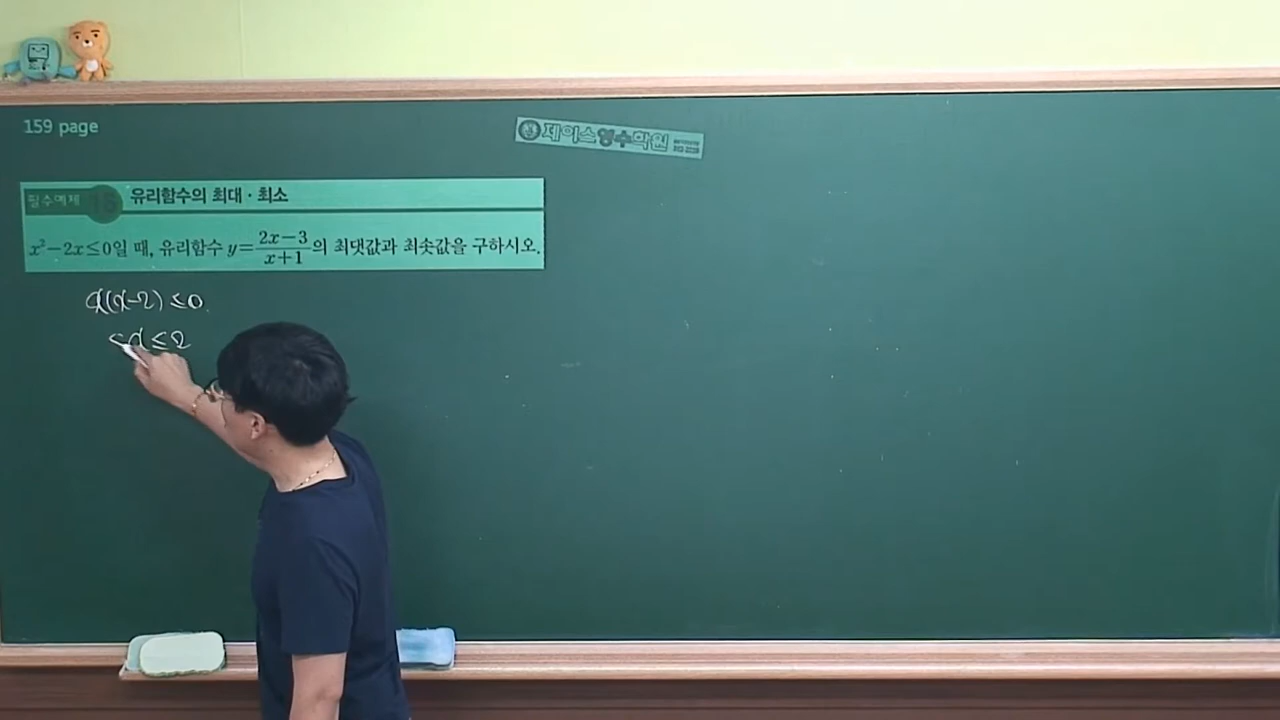 159 page
제이스영수학원
필수예제 유리함수의 최대 · 최소
x²-2x≤0일 때, 유리함수 y=\frac{2x-3}{x+1}의 최댓값과 최솟값을 구하시오.
x(x-2) ≤0.
≤x≤2